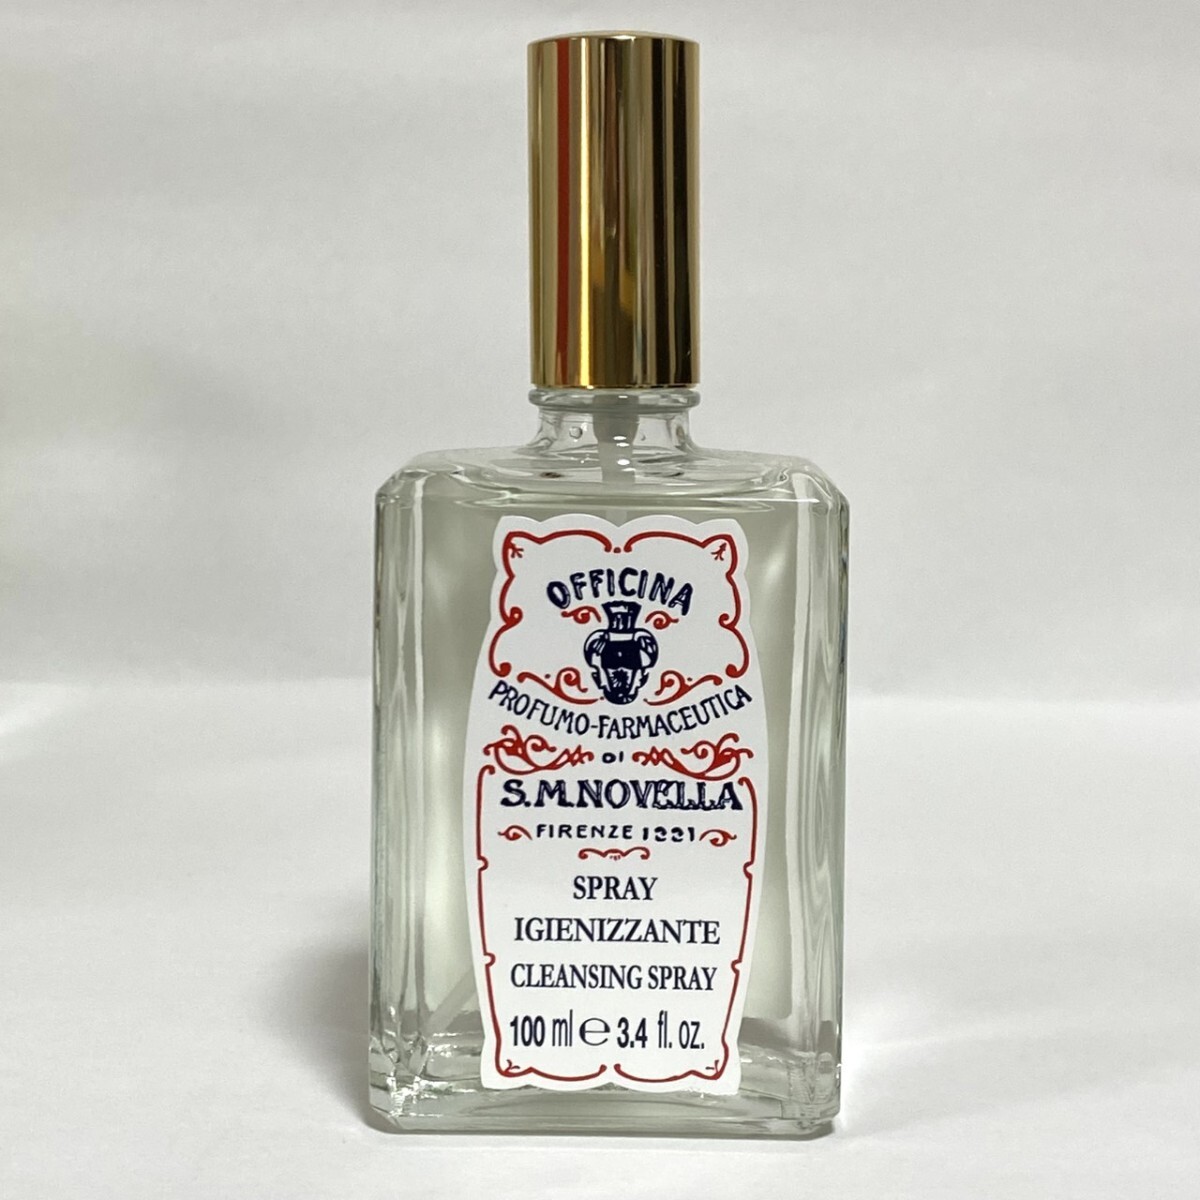 OFFICINA
PROFUMO-FARMACEUTICA
DI
S.M.NOVELLA
FIRENZE 1221
SPRAY
IGIENIZZANTE
CLEANSING SPRAY
100 ml ℮ 3.4 fl. oz.